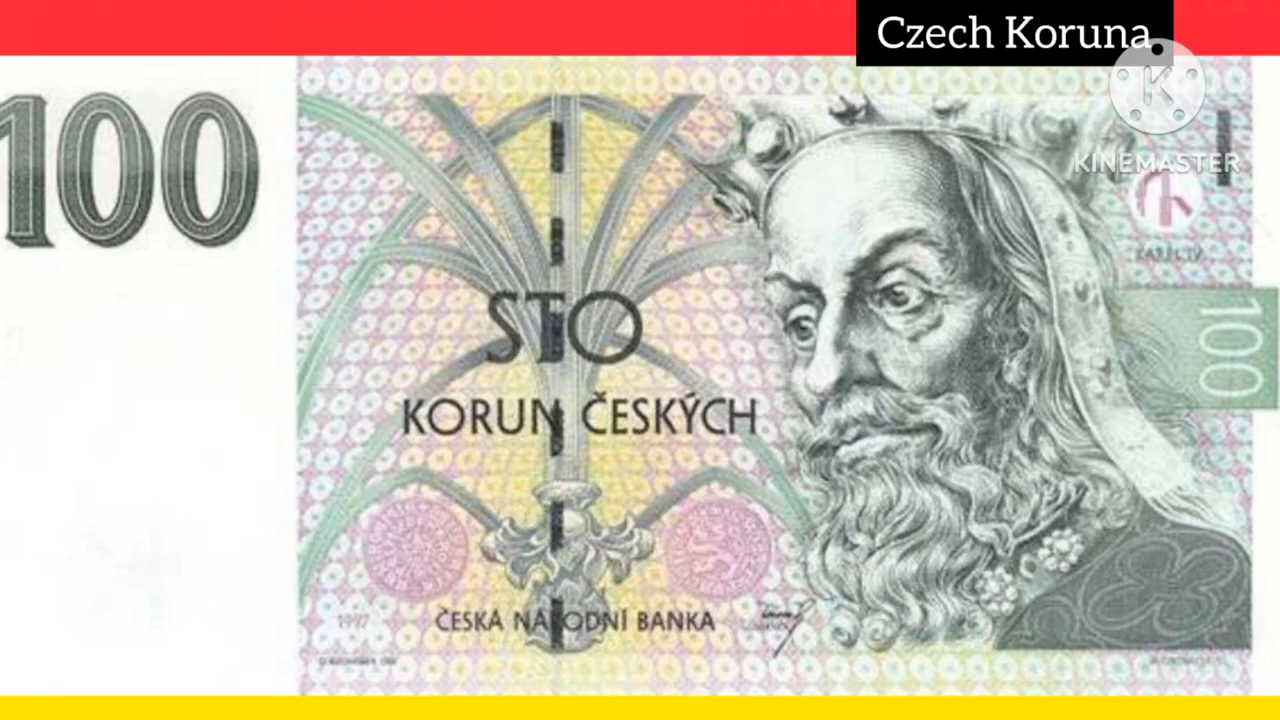 Czech Koruna
K
KINEMASTER
100
KAREL IV.
100
STO
KORUN ČESKÝCH
1997
ČESKÁ NÁRODNÍ BANKA